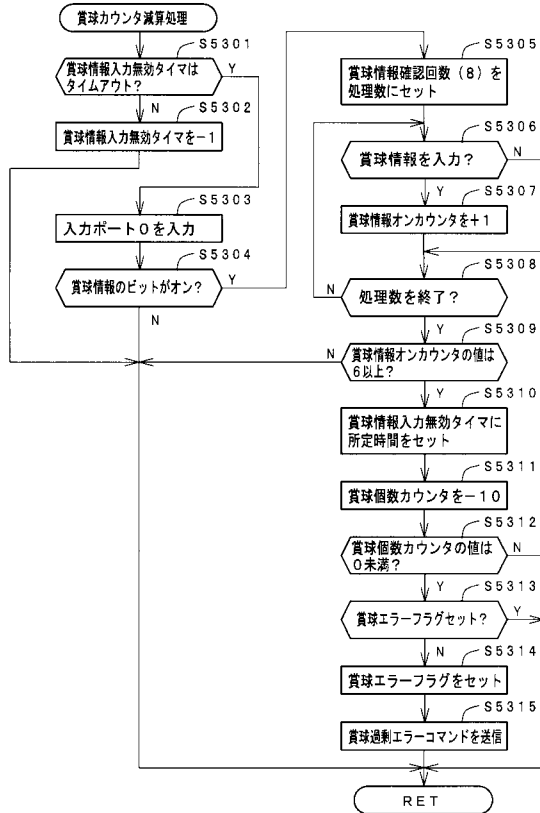 賞球カウンタ減算処理
S5301
賞球情報入力無効タイマは
タイムアウト?
Y
N
S5302
賞球情報入力無効タイマを−1
S5303
入力ポート0を入力
S5304
賞球情報のビットがオン?
Y
N
S5305
賞球情報確認回数(8)を
処理数にセット
S5306
賞球情報を入力?
N
Y
S5307
賞球情報オンカウンタを+1
S5308
処理数を終了?
N
Y
S5309
賞球情報オンカウンタの値は
6以上?
N
Y
S5310
賞球情報入力無効タイマに
所定時間をセット
S5311
賞球個数カウンタを−10
S5312
賞球個数カウンタの値は
0未満?
N
Y
S5313
賞球エラーフラグセット?
Y
N
S5314
賞球エラーフラグをセット
S5315
賞球過剰エラーコマンドを送信
RET